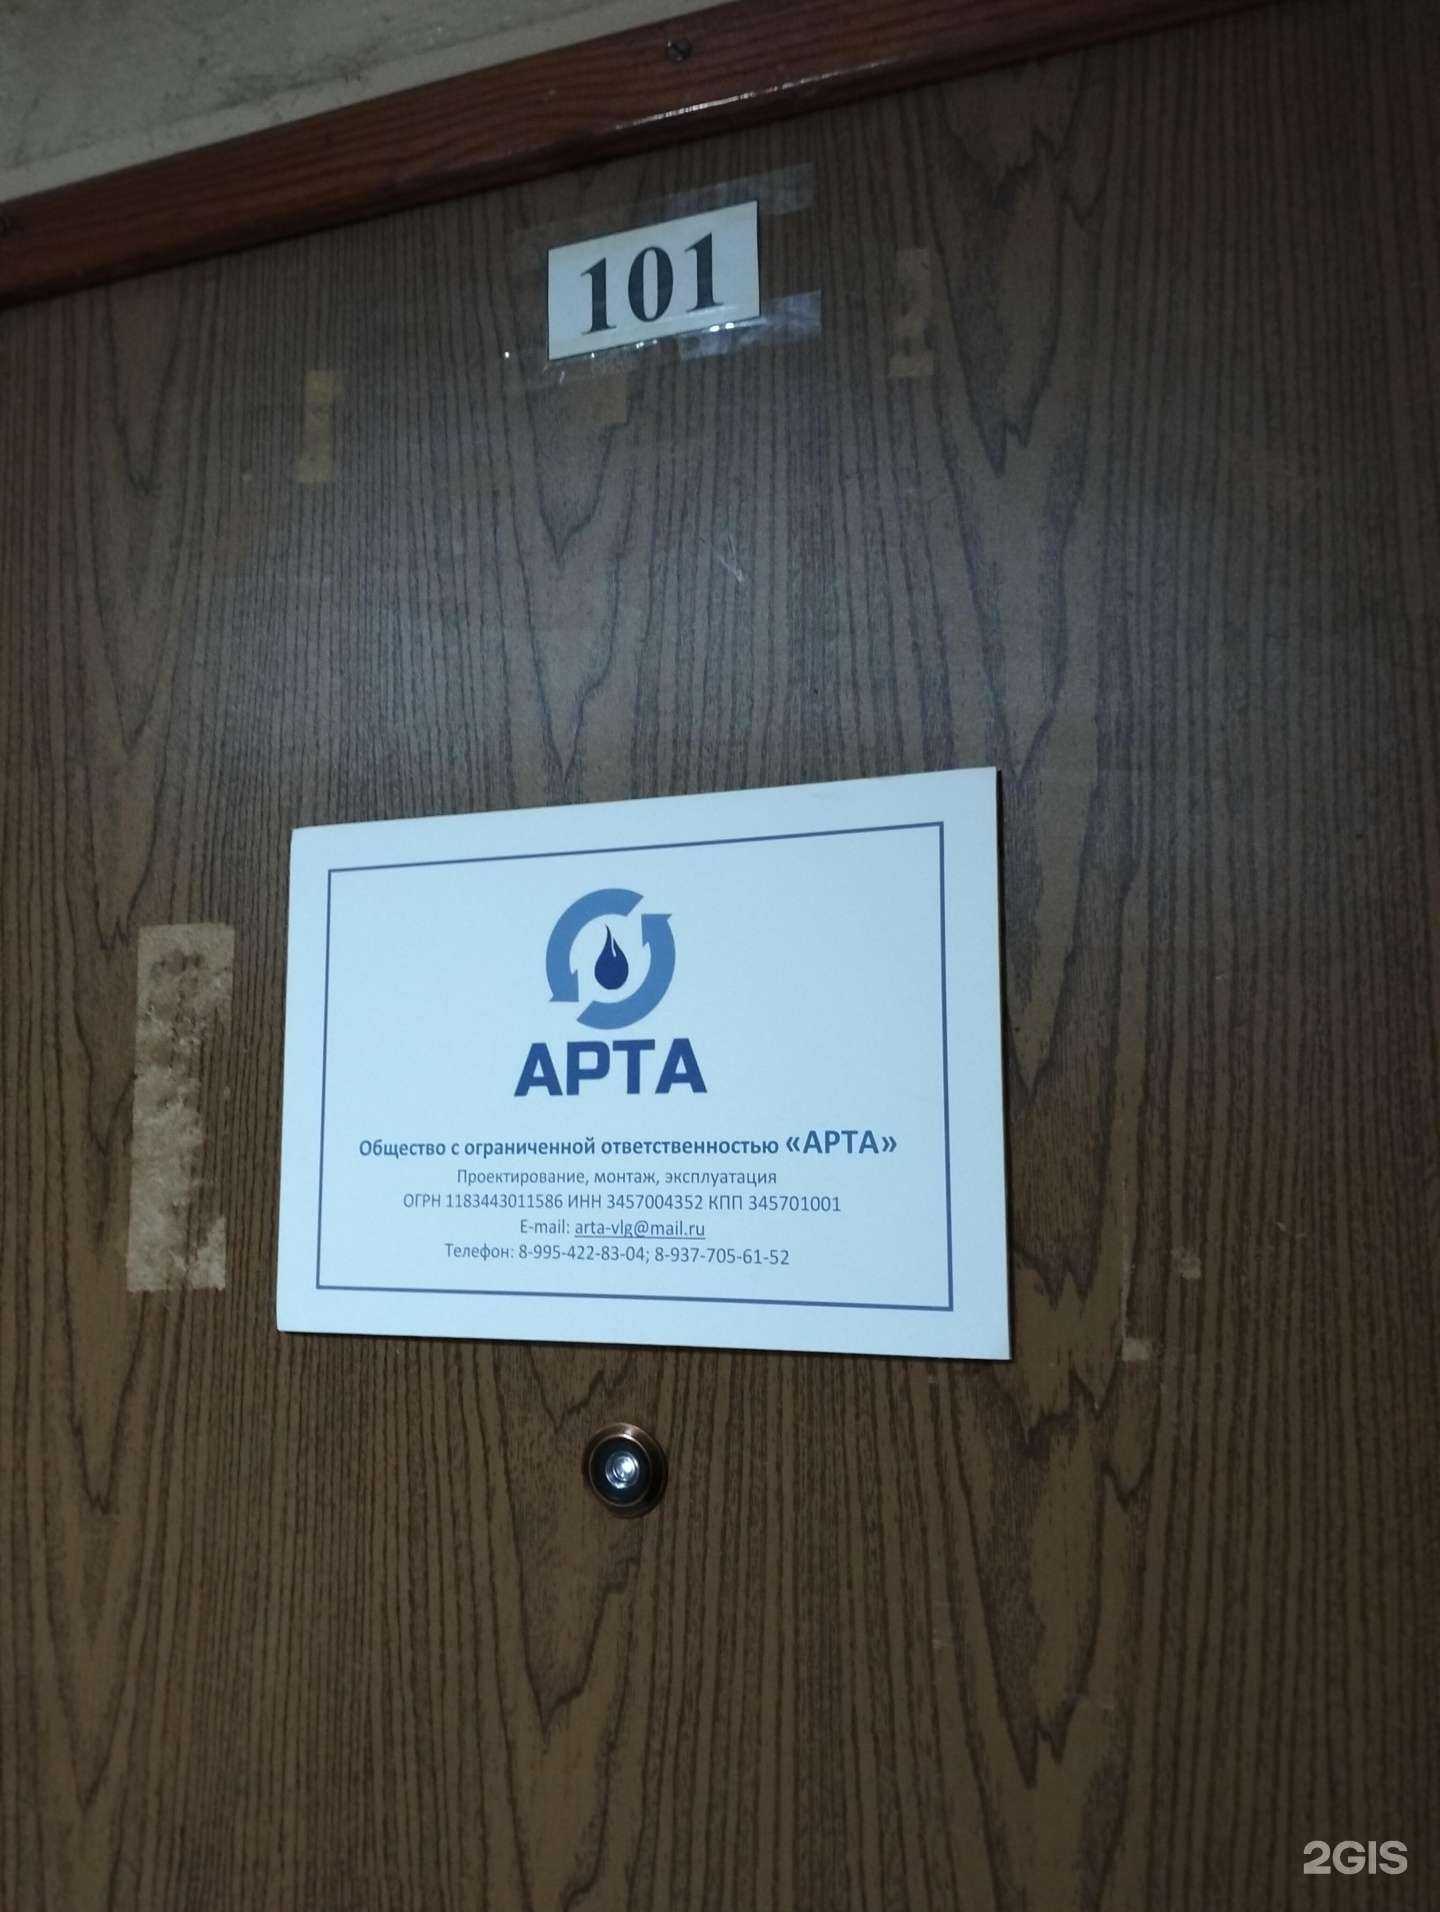 101
АРТА
Общество с ограниченной ответственностью «АРТА»
Проектирование, монтаж, эксплуатация
ОГРН 1183443011586 ИНН 3457004352 КПП 345701001
E-mail: arta-vlg@mail.ru
Телефон: 8-995-422-83-04; 8-937-705-61-52
2GIS